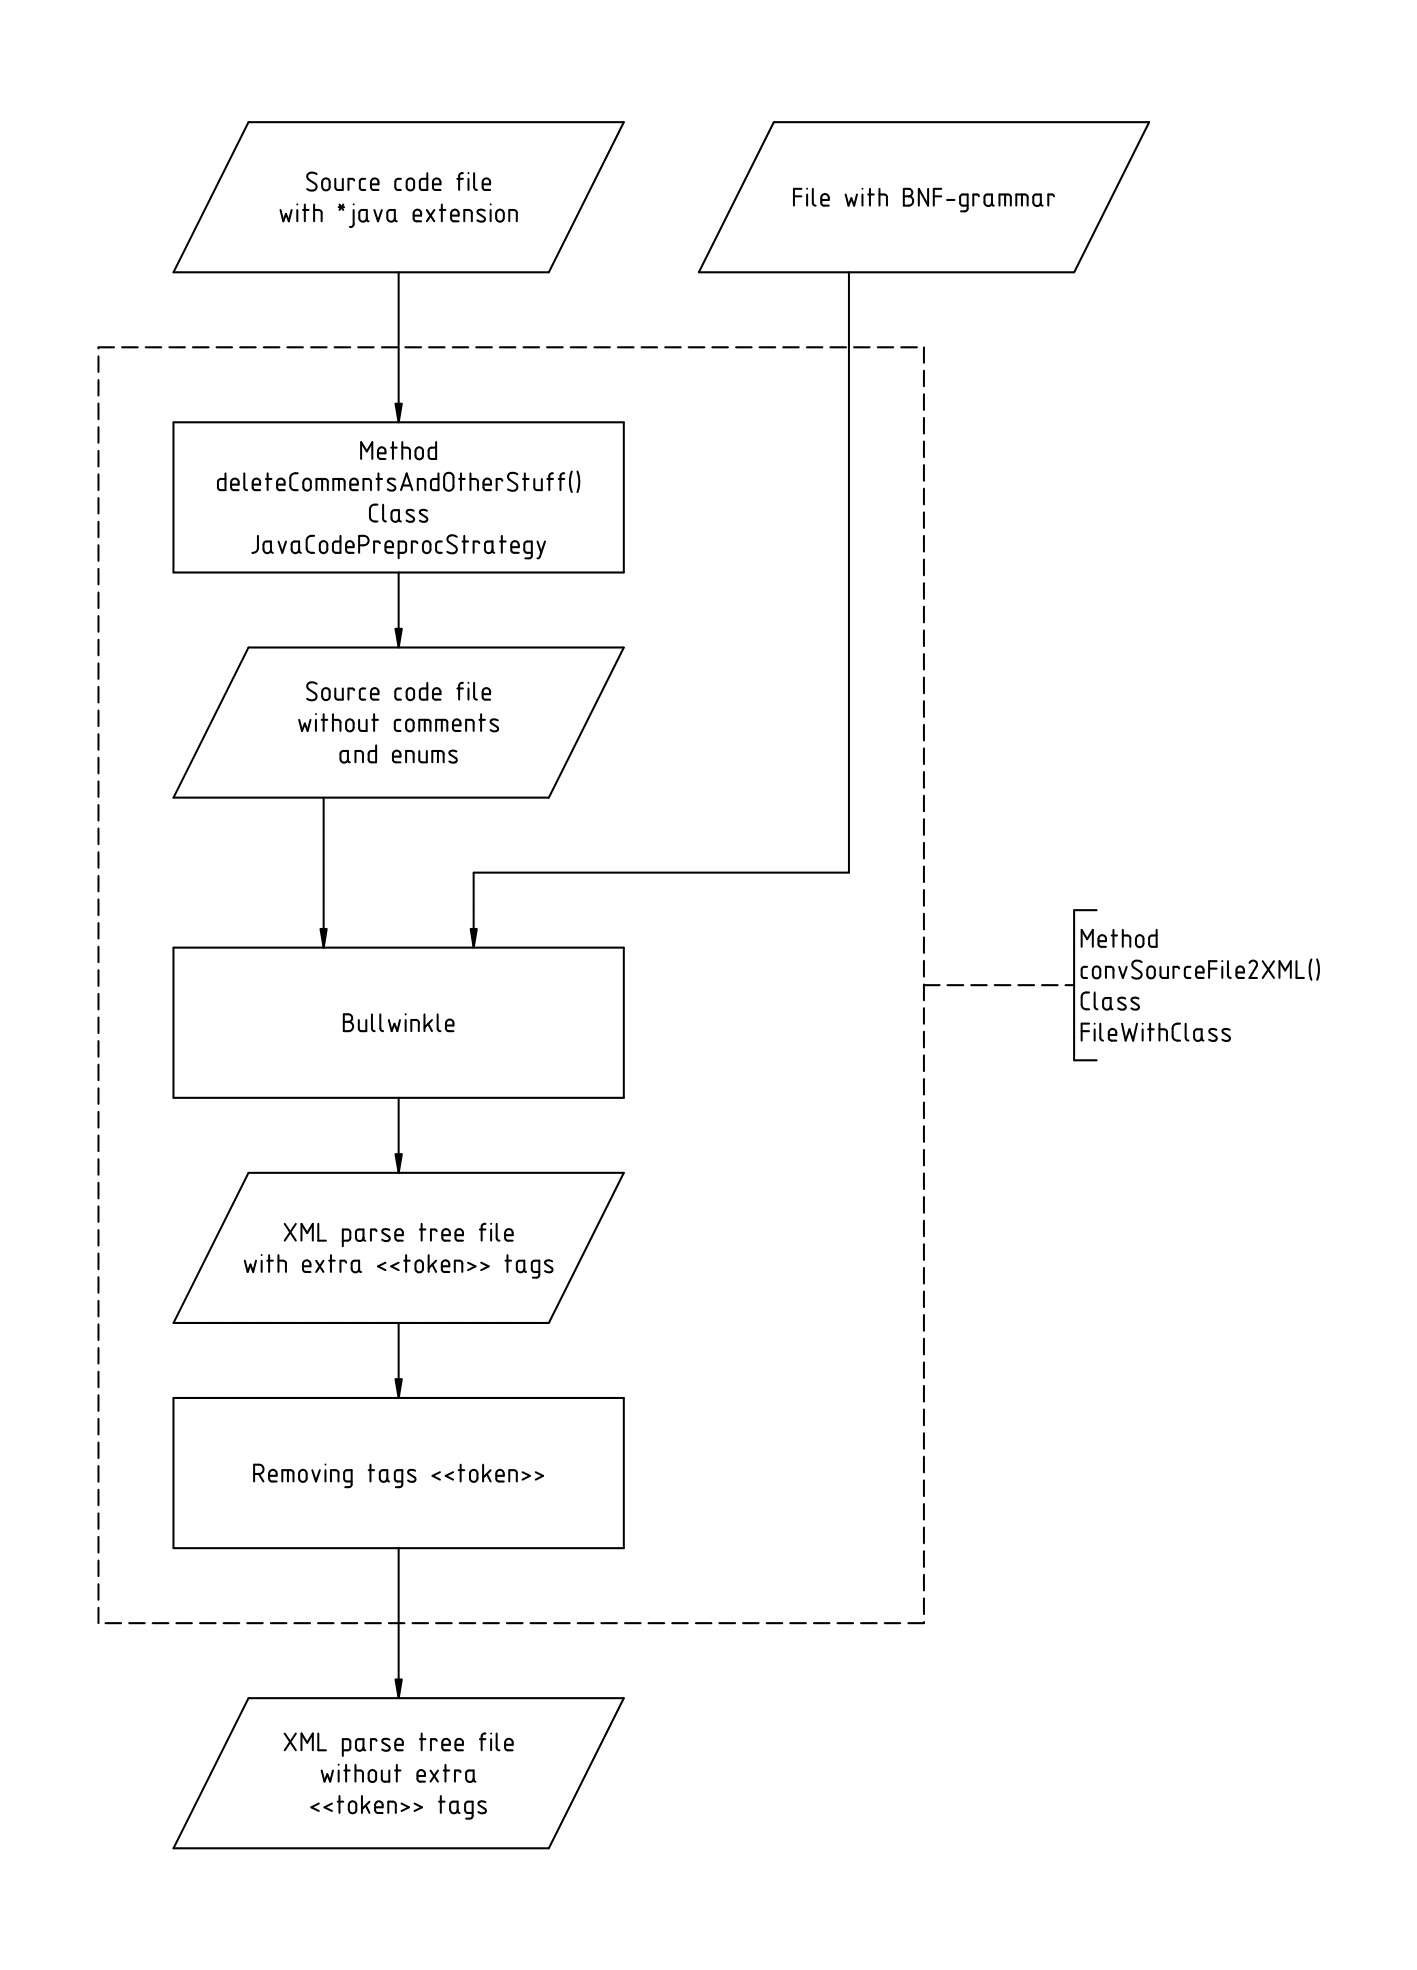 Source code file
with *java extension
File with BNF-grammar
Method
deleteCommentsAndOtherStuff()
Class
JavaCodePreprocStrategy
Source code file
without comments
and enums
Method
convSourceFile2XML()
Class
FileWithClass
Bullwinkle
XML parse tree file
with extra <<token>> tags
Removing tags <<token>>
XML parse tree file
without extra
<<token>> tags